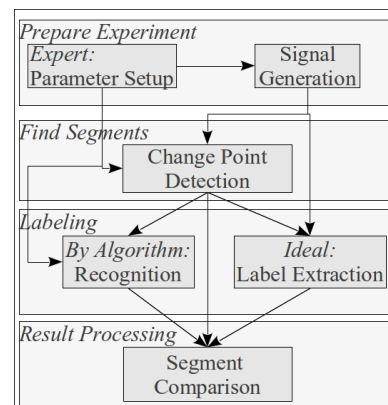 Prepare Experiment
Expert:
Parameter Setup
Signal
Generation
Find Segments
Change Point
Detection
Labeling
By Algorithm:
Recognition
Ideal:
Label Extraction
Result Processing
Segment
Comparison